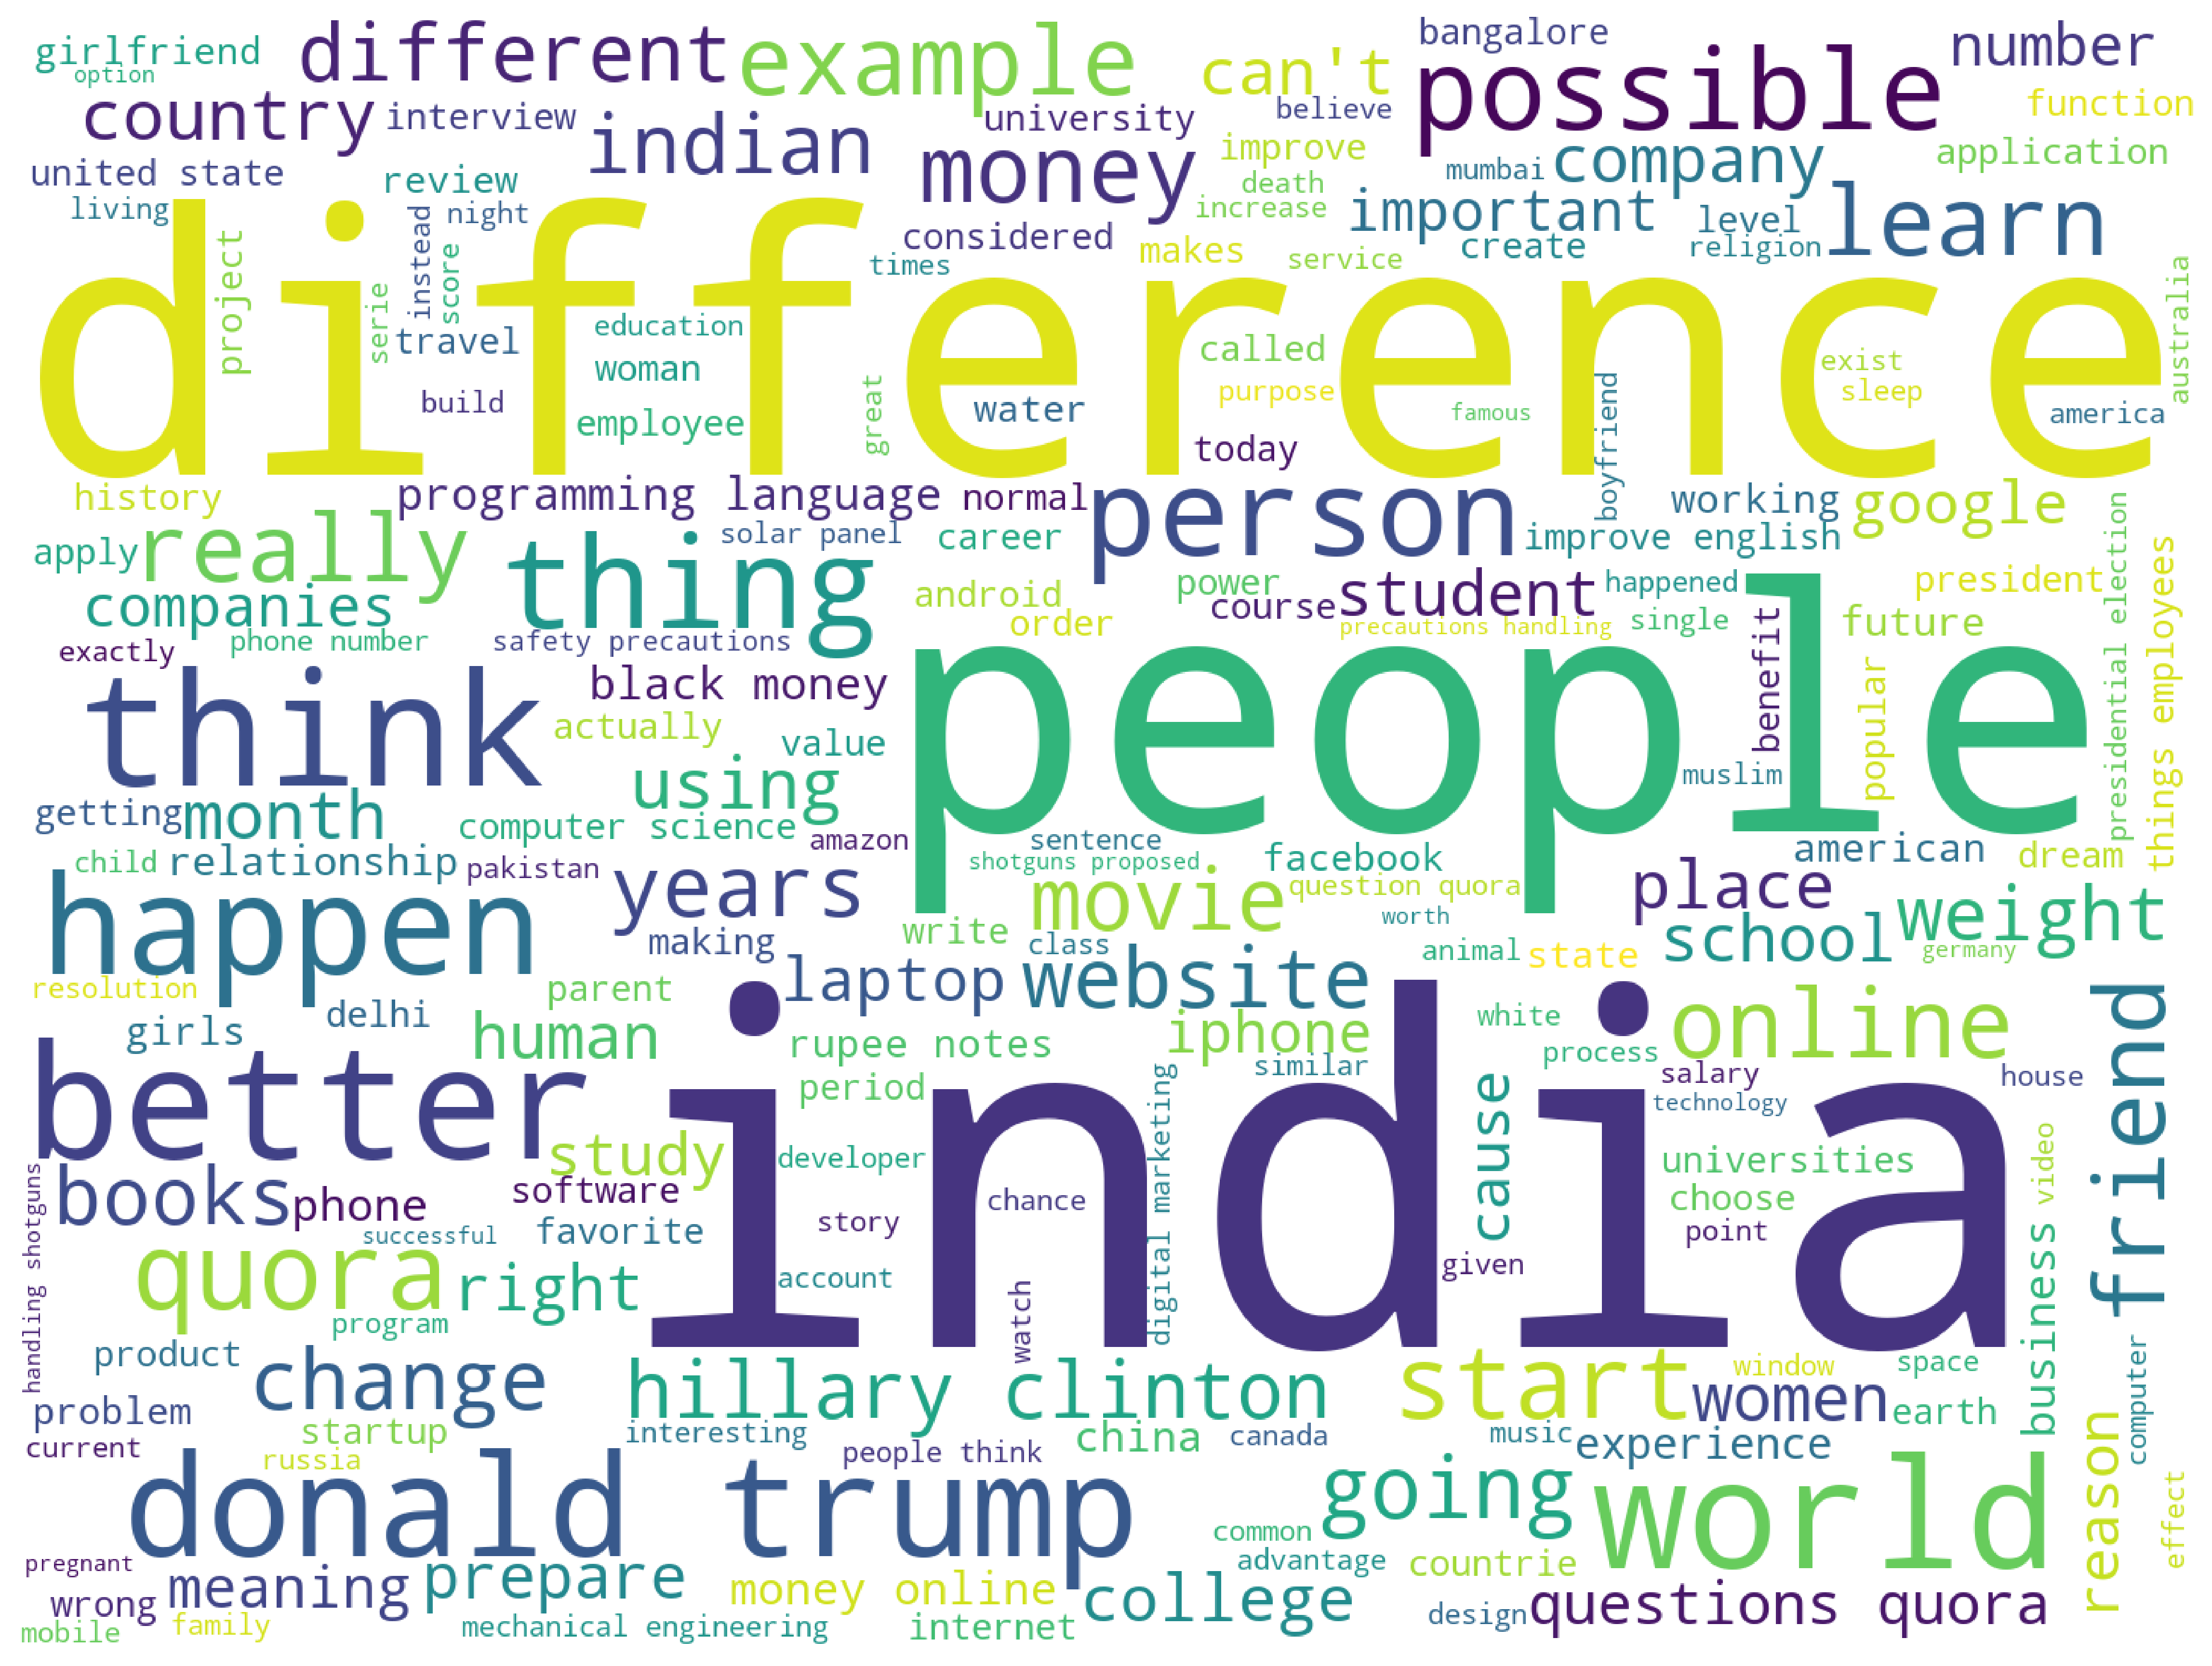 girlfriend
option
different
example
can't
bangalore
number
possible
country
interview
indian
university
believe
function
money
improve
company
application
united state
review
mumbai
death
living
night
increase
important
level
learn
considered
makes
create
religion
times
service
difference
project
serie
instead
score
travel
education
woman
build
employee
great
water
called
purpose
famous
today
boyfriend
exist
sleep
america
australia
history
programming language
normal
person
working
google
really
thing
solar panel
career
improve english
apply
companies
android
power
course
student
happened
president
order
precautions handling
single
future
phone number
safety precautions
exactly
think
black money
people
benefit
popular
presidential election
things employees
actually
value
muslim
using
getting
month
computer science
amazon
sentence
american
child
relationship
pakistan
shotguns proposed
facebook
dream
happen
years
movie
question quora
place
weight
worth
write
making
class
animal
state
school
germany
resolution
parent
laptop
website
delhi
girls
human
rupee notes
iphone
white
online
friend
similar
process
better
india
period
cause
salary
house
technology
digital marketing
study
developer
universities
video
software
books
phone
chance
choose
handling shotguns
successful
favorite
story
point
quora
right
account
given
business
program
watch
product
change
hillary clinton
start
window
space
women
computer
problem
startup
interesting
china
canada
music
earth
current
russia
people think
experience
reason
donald trump
going
world
effect
common
pregnant
advantage
countrie
wrong
meaning
prepare
money online
college
questions quora
mobile
family
mechanical engineering
internet
design